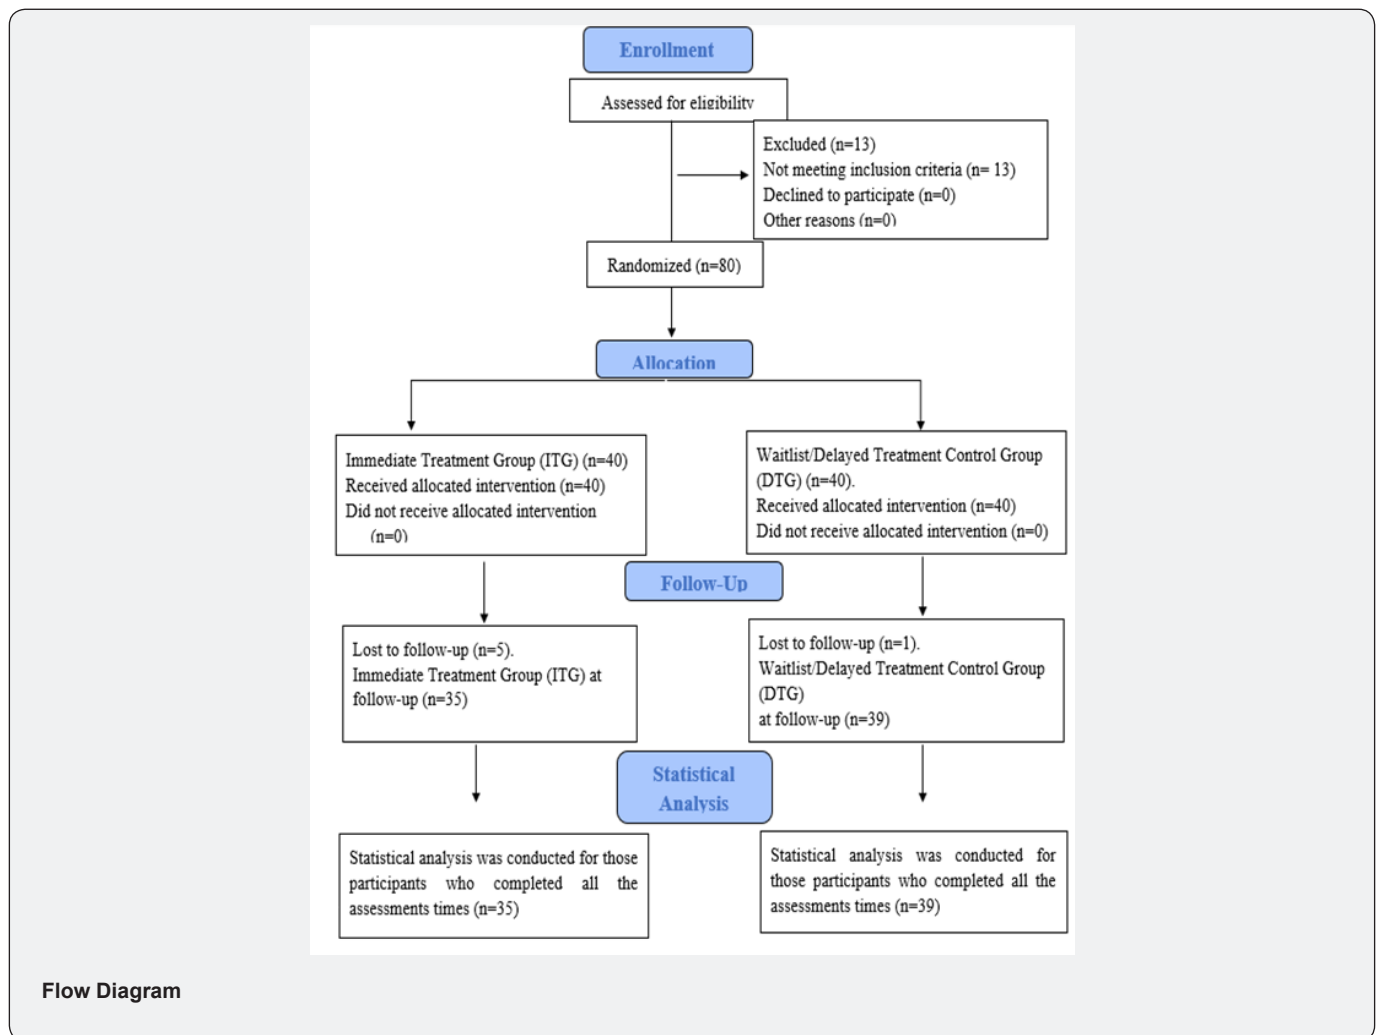 Enrollment
Assessed for eligibility
Excluded (n=13)
Not meeting inclusion criteria (n= 13)
Declined to participate (n=0)
Other reasons (n=0)
Randomized (n=80)
Allocation
Immediate Treatment Group (ITG) (n=40)
Received allocated intervention (n=40)
Did not receive allocated intervention
(n=0)
Waitlist/Delayed Treatment Control Group
(DTG) (n=40).
Received allocated intervention (n=40)
Did not receive allocated intervention (n=0)
Follow-Up
Lost to follow-up (n=5).
Immediate Treatment Group (ITG) at
follow-up (n=35)
Lost to follow-up (n=1).
Waitlist/Delayed Treatment Control Group
(DTG)
at follow-up (n=39)
Statistical
Analysis
Statistical analysis was conducted for those
participants who completed all the
assessments times (n=35)
Statistical analysis was conducted for
those participants who completed all the
assessments times (n=39)
Flow Diagram